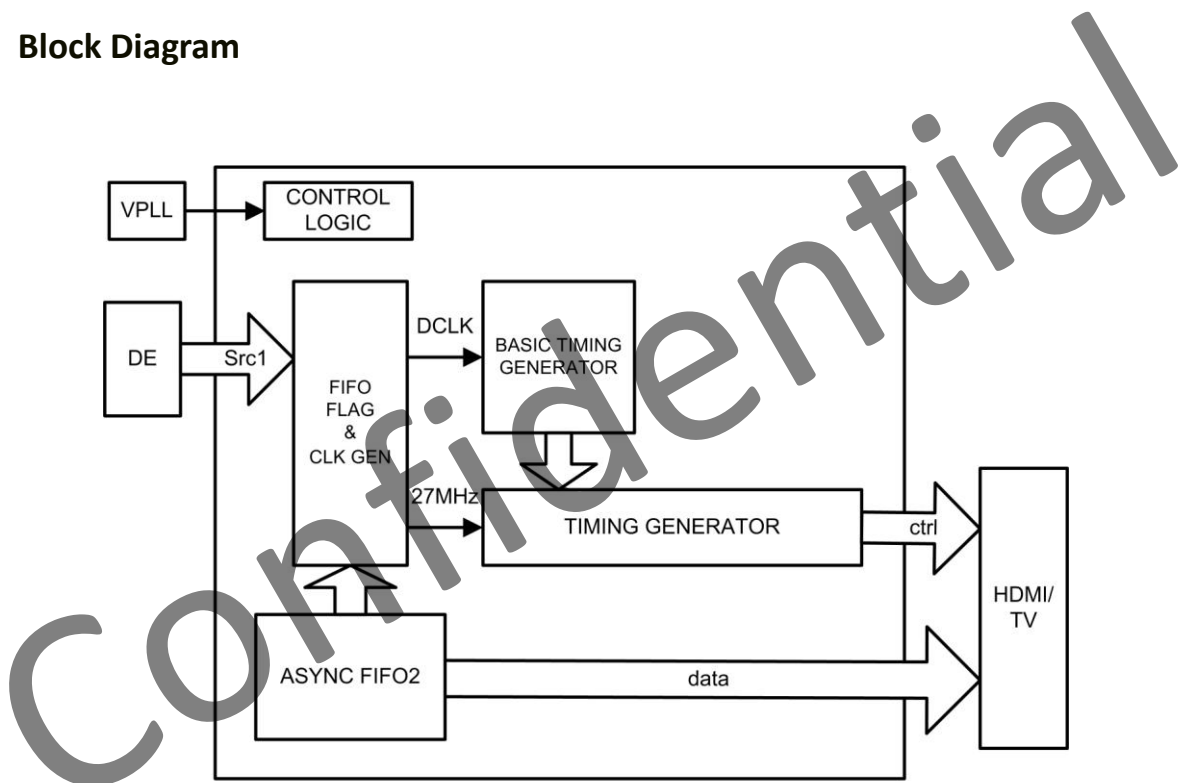 Block Diagram
VPLL
CONTROL
LOGIC
DE
Src1
FIFO
FLAG
&
CLK GEN
DCLK
BASIC TIMING
GENERATOR
27MHz
TIMING GENERATOR
ctrl
HDMI/
TV
ASYNC FIFO2
data
Confidential